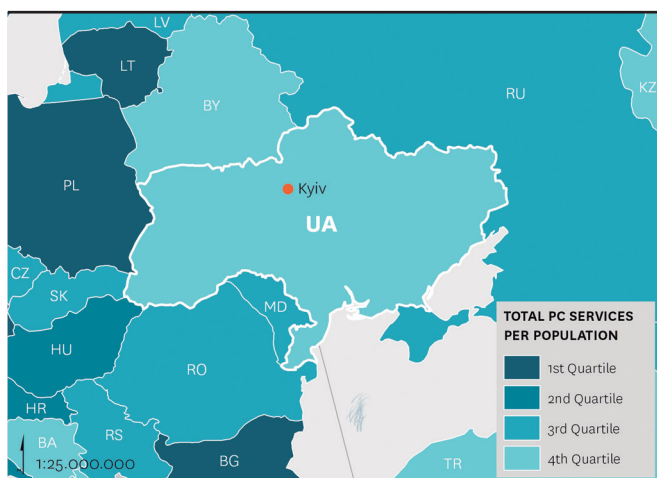 LV
LT
BY
RU
KZ
PL
Kyiv
UA
CZ
SK
MD
HU
RO
HR
BA
RS
BG
TR
1:25.000.000
TOTAL PC SERVICES
PER POPULATION
1st Quartile
2nd Quartile
3rd Quartile
4th Quartile